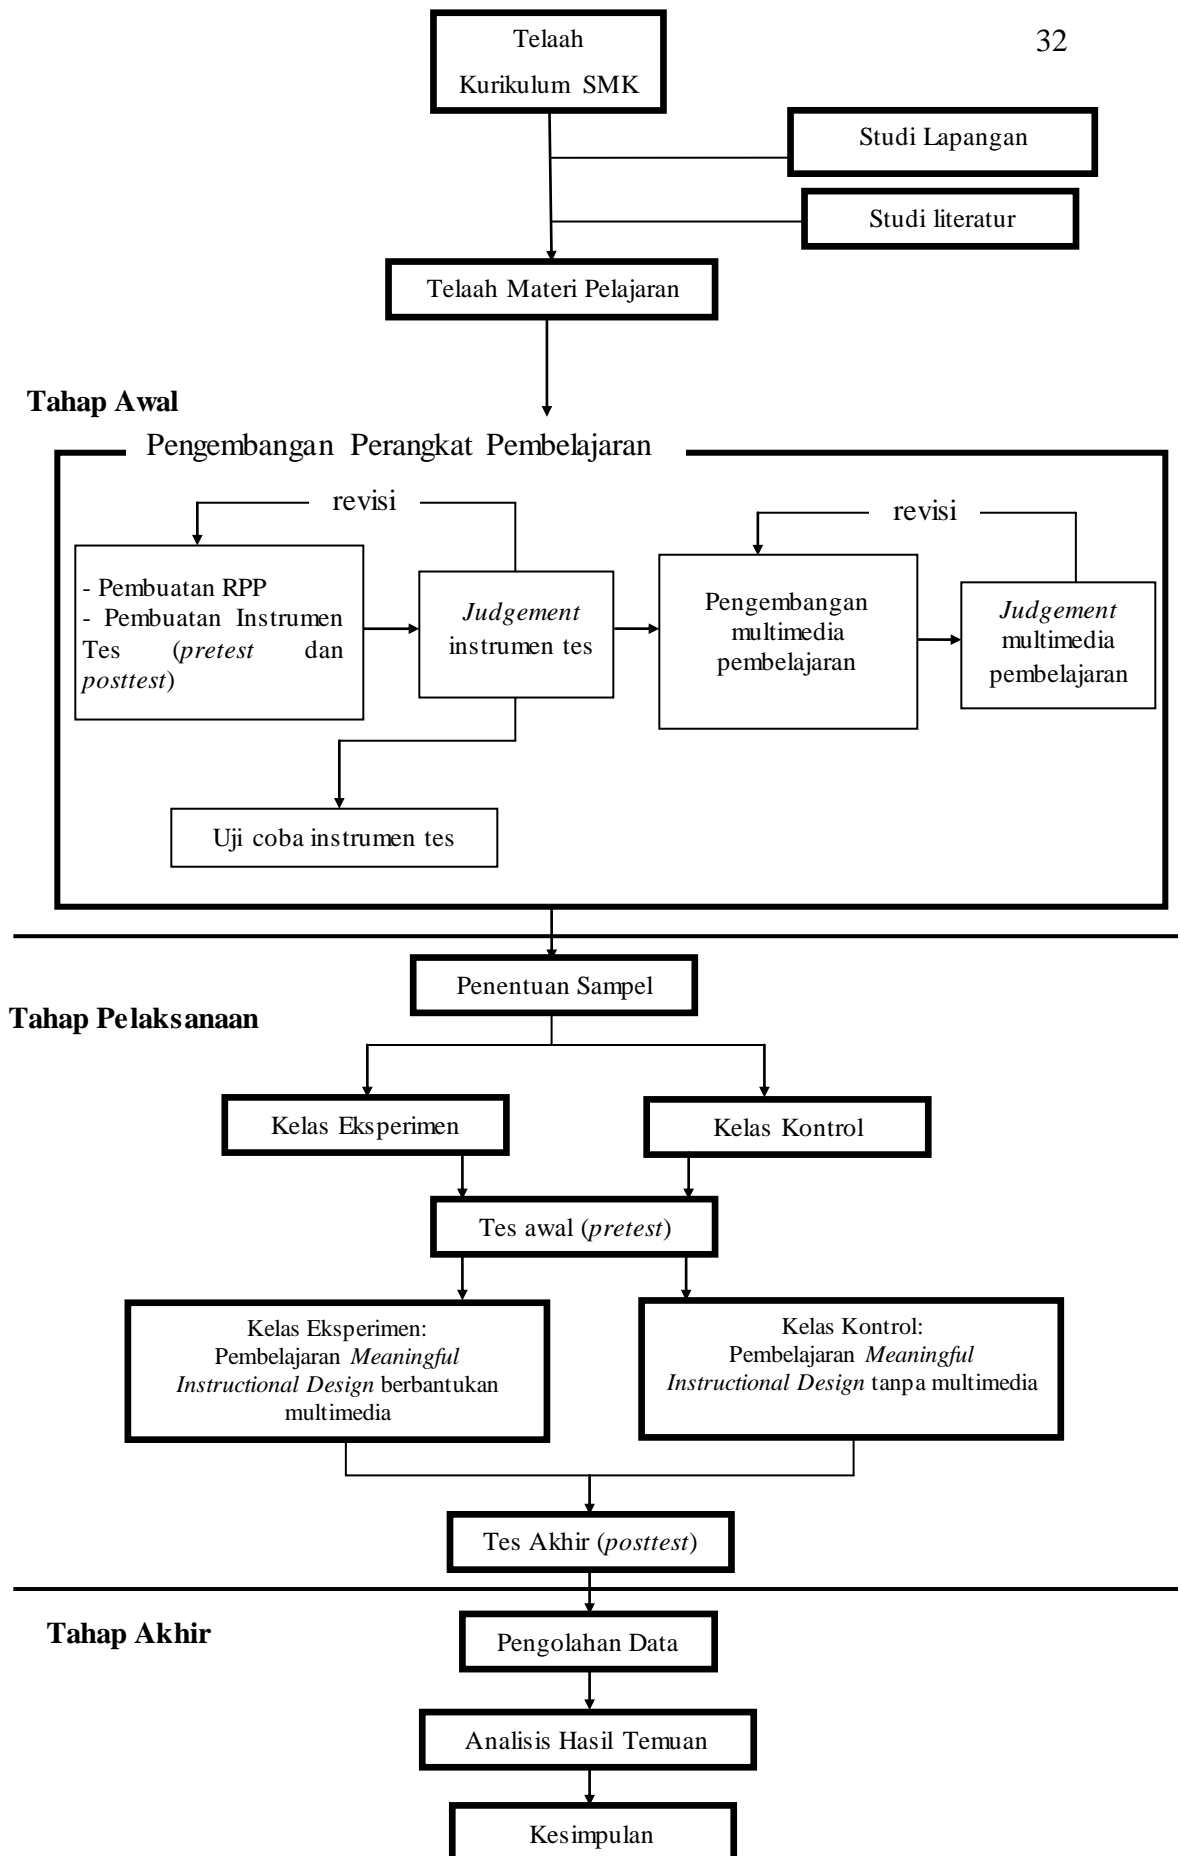 Telaah
Kurikulum SMK
32
Studi Lapangan
Studi literatur
Telaah Materi Pelajaran
Tahap Awal
Pengembangan Perangkat Pembelajaran
revisi
revisi
- Pembuatan RPP
- Pembuatan Instrumen
Tes (pretest dan
posttest)
Judgement
instrumen tes
Pengembangan
multimedia
pembelajaran
Judgement
multimedia
pembelajaran
Uji coba instrumen tes
Penentuan Sampel
Tahap Pelaksanaan
Kelas Eksperimen
Kelas Kontrol
Tes awal (pretest)
Kelas Eksperimen:
Pembelajaran Meaningful
Instructional Design berbantukan
multimedia
Kelas Kontrol:
Pembelajaran Meaningful
Instructional Design tanpa multimedia
Tes Akhir (posttest)
Tahap Akhir
Pengolahan Data
Analisis Hasil Temuan
Kesimpulan